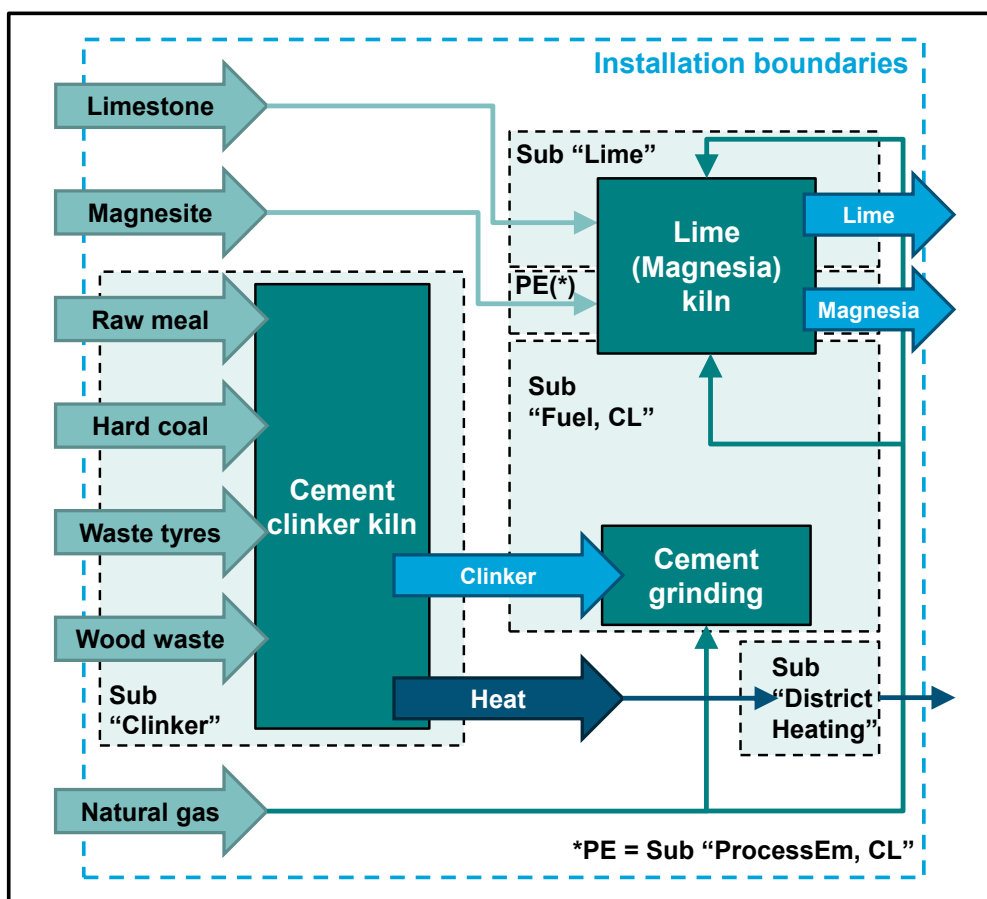 Installation boundaries
Limestone
Sub “Lime”
Magnesite
Lime
(Magnesia)
kiln
Lime
PE(*)
Magnesia
Raw meal
Hard coal
Sub
“Fuel, CL”
Cement
clinker kiln
Waste tyres
Clinker
Cement
grinding
Wood waste
Sub
“Clinker”
Heat
Sub
“District
Heating”
Natural gas
*PE = Sub “ProcessEm, CL”